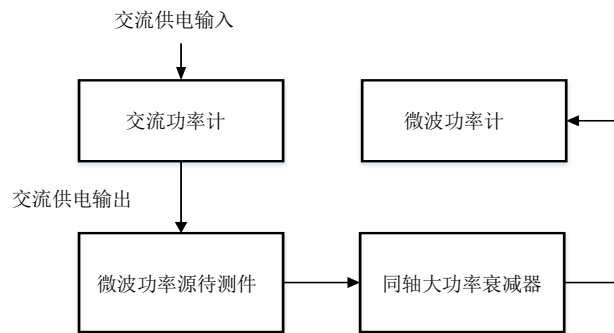 交流供电输入
交流功率计
微波功率计
交流供电输出
微波功率源待测件
同轴大功率衰减器